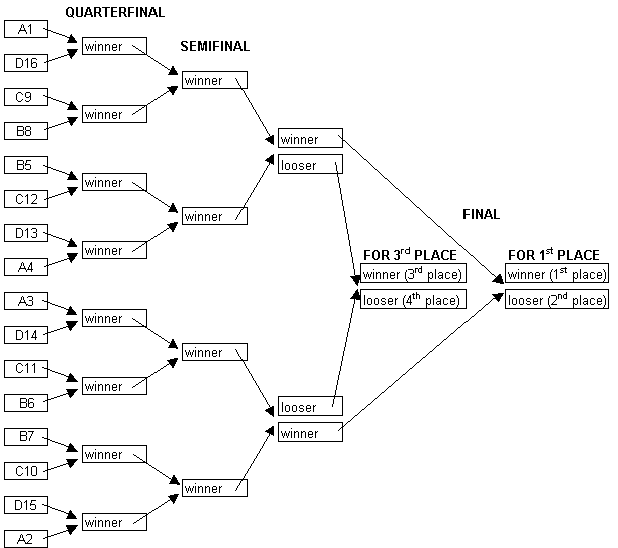 QUARTERFINAL
SEMIFINAL
A1
D16
winner
winner
C9
B8
winner
B5
C12
winner
winner
D13
A4
winner
winner
looser
A3
D14
winner
winner
C11
B6
winner
B7
C10
winner
winner
D15
A2
winner
looser
winner
FINAL
FOR 3rd PLACE
winner (3rd place)
looser (4th place)
FOR 1st PLACE
winner (1st place)
looser (2nd place)